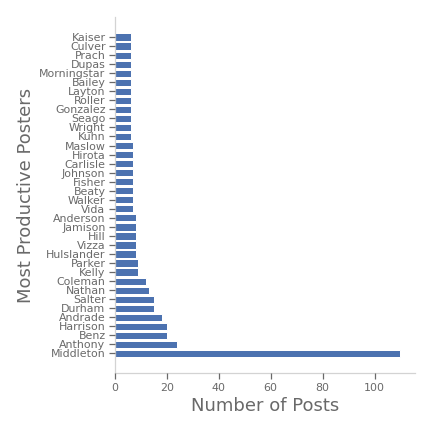 Most Productive Posters
Kaiser
Culver
Prach
Dupas
Morningstar
Bailey
Layton
Roller
Gonzalez
Seago
Wright
Kuhn
Maslow
Hirota
Carlisle
Johnson
Fisher
Beaty
Walker
Vida
Anderson
Jamison
Hill
Vizza
Hulslander
Parker
Kelly
Coleman
Nathan
Salter
Durham
Andrade
Harrison
Benz
Anthony
Middleton
0 20 40 60 80 100
Number of Posts